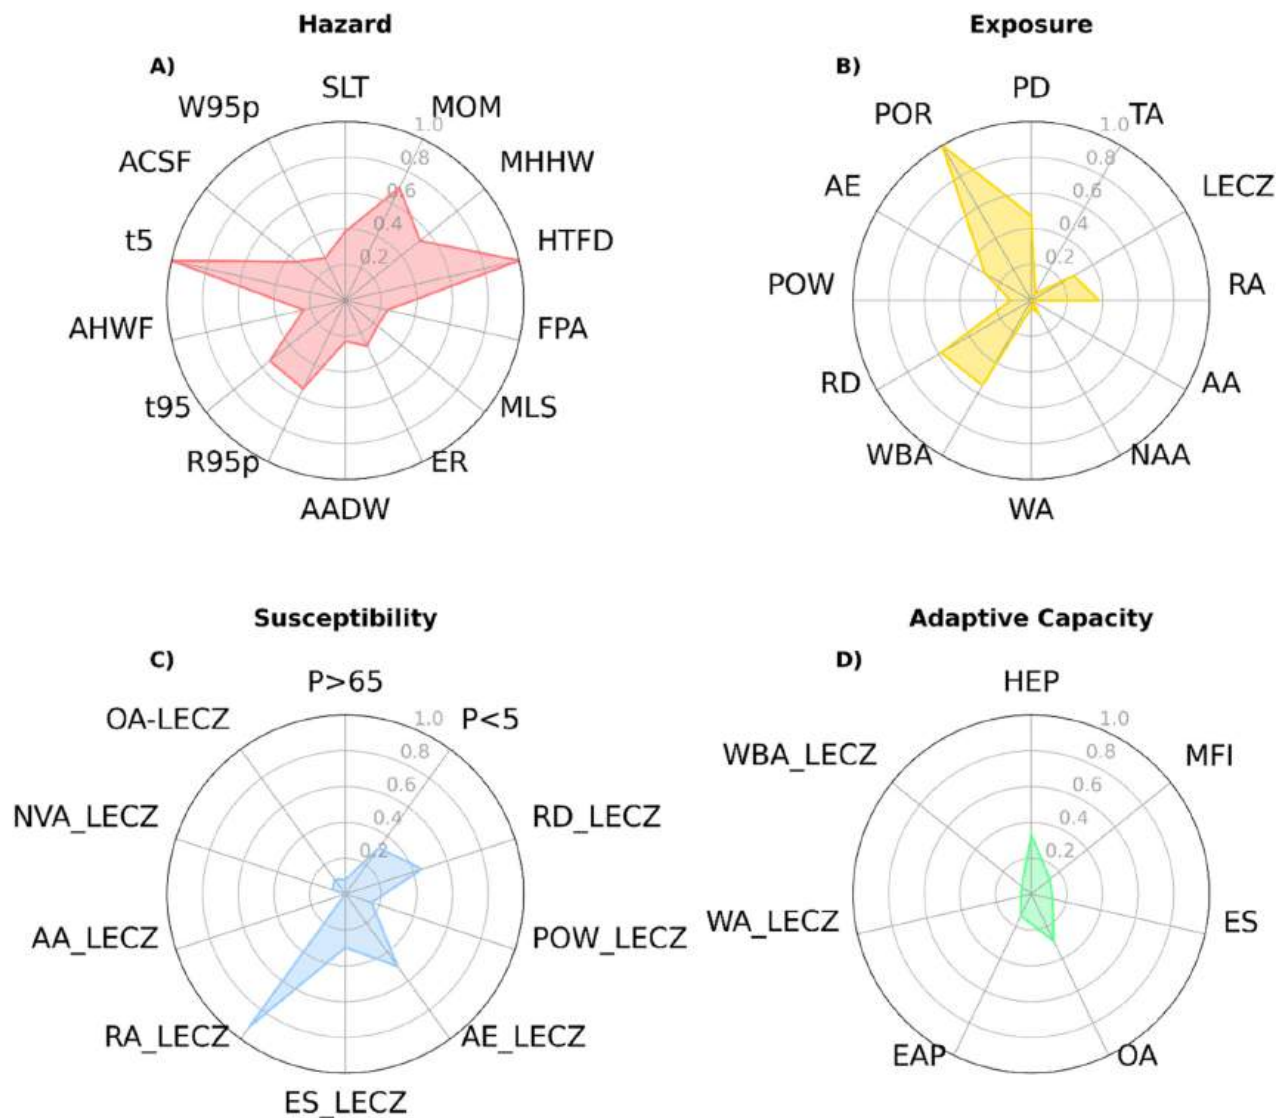 Hazard
A)
SLT
MOM
MHHW
HTFD
FPA
MLS
ER
AADW
R95p
t95
AHWF
t5
ACSF
W95p
0.2
0.4
0.6
0.8
1.0
Exposure
B)
PD
TA
LECZ
RA
AA
NAA
WA
WBA
RD
POW
AE
POR
0.2
0.4
0.6
0.8
1.0
Susceptibility
C)
P>65
P<5
RD_LECZ
POW_LECZ
AE_LECZ
ES_LECZ
RA_LECZ
AA_LECZ
NVA_LECZ
OA-LECZ
0.2
0.4
0.6
0.8
1.0
Adaptive Capacity
D)
HEP
MFI
ES
OA
EAP
WA_LECZ
WBA_LECZ
0.2
0.4
0.6
0.8
1.0